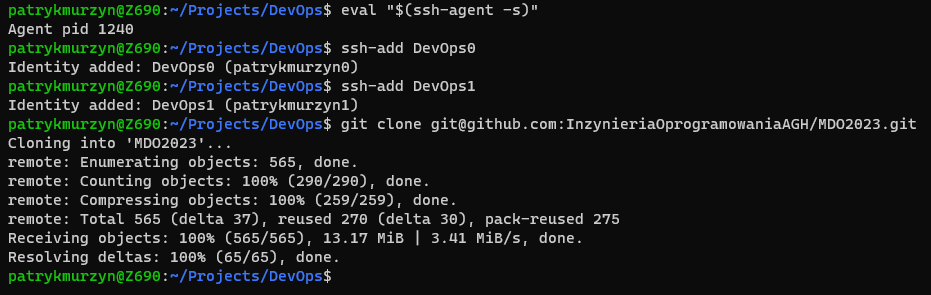 patrykmurzyn@Z690:~/Projects/DevOps$ eval "$(ssh-agent -s)"
Agent pid 1240
patrykmurzyn@Z690:~/Projects/DevOps$ ssh-add DevOps0
Identity added: DevOps0 (patrykmurzyn0)
patrykmurzyn@Z690:~/Projects/DevOps$ ssh-add DevOps1
Identity added: DevOps1 (patrykmurzyn1)
patrykmurzyn@Z690:~/Projects/DevOps$ git clone git@github.com:InzynieriaOprogramowaniaAGH/MDO2023.git
Cloning into 'MDO2023'...
remote: Enumerating objects: 565, done.
remote: Counting objects: 100% (290/290), done.
remote: Compressing objects: 100% (259/259), done.
remote: Total 565 (delta 37), reused 270 (delta 30), pack-reused 275
Receiving objects: 100% (565/565), 13.17 MiB | 3.41 MiB/s, done.
Resolving deltas: 100% (65/65), done.
patrykmurzyn@Z690:~/Projects/DevOps$